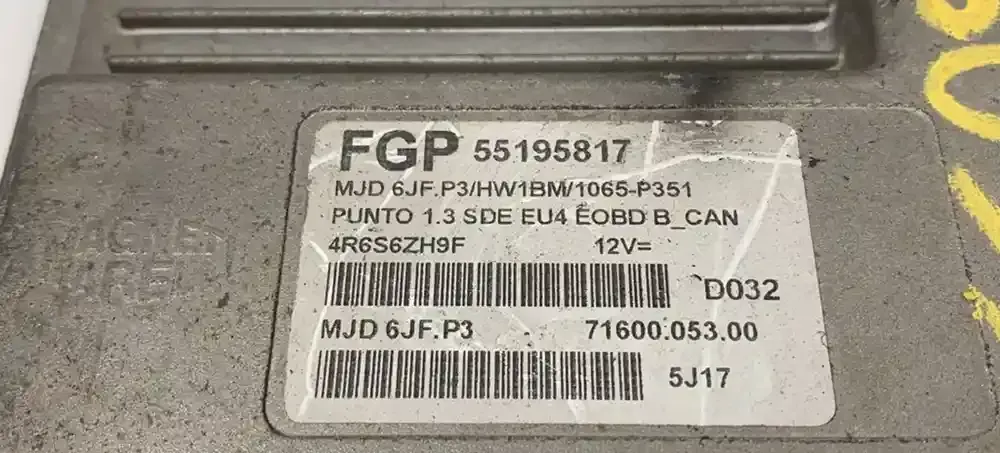 FGP 55195817
MJD 6JF.P3/HW1BM/1065-P351
PUNTO 1.3 SDE EU4 EOBD B_CAN
4R6S6ZH9F 12V=
D032
MJD 6JF.P3 71600.053.00
5J17